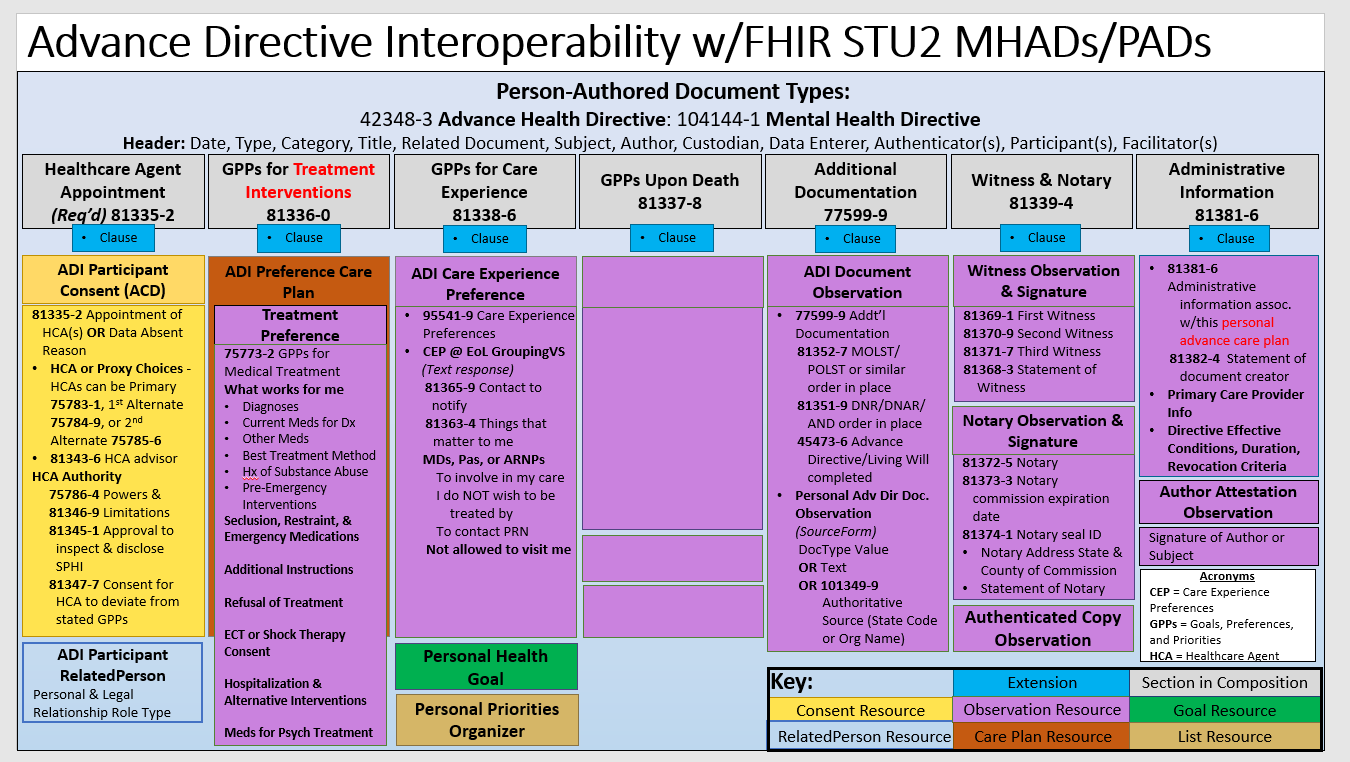 Advance Directive Interoperability w/FHIR STU2 MHADs/PADs
Person-Authored Document Types:
42348-3 Advance Health Directive: 104144-1 Mental Health Directive
Header: Date, Type, Category, Title, Related Document, Subject, Author, Custodian, Data Enterer, Authenticator(s), Participant(s), Facilitator(s)
Healthcare Agent
Appointment
(Req'd) 81335-2
• Clause
GPPs for Treatment
Interventions
81336-0
• Clause
GPPs for Care
Experience
81338-6
• Clause
GPPs Upon Death
81337-8
• Clause
Additional
Documentation
77599-9
• Clause
Witness & Notary
81339-4
• Clause
Administrative
Information
81381-6
• Clause
ADI Participant
Consent (ACD)
81335-2 Appointment of
HCA(s) OR Data Absent
Reason
• HCA or Proxy Choices -
HCAs can be Primary
75783-1, 1st Alternate
75784-9, or 2nd
Alternate 75785-6
• 81343-6 HCA advisor
HCA Authority
75786-4 Powers &
81346-9 Limitations
81345-1 Approval to
inspect & disclose
SPHI
81347-7 Consent for
HCA to deviate from
stated GPPs
ADI Participant
RelatedPerson
Personal & Legal
Relationship Role Type
ADI Preference Care
Plan
Treatment
Preference
75773-2 GPPs for
Medical Treatment
What works for me
• Diagnoses
• Current Meds for Dx
• Other Meds
• Best Treatment Method
• Hx of Substance Abuse
• Pre-Emergency
Interventions
Seclusion, Restraint, &
Emergency Medications
Additional Instructions
Refusal of Treatment
ECT or Shock Therapy
Consent
Hospitalization &
Alternative Interventions
Meds for Psych Treatment
ADI Care Experience
Preference
• 95541-9 Care Experience
Preferences
• CEP @ EoL GroupingVS
(Text response)
81365-9 Contact to
notify
81363-4 Things that
matter to me
MDs, Pas, or ARNPs
To involve in my care
I do NOT wish to be
treated by
To contact PRN
Not allowed to visit me
Personal Health
Goal
Personal Priorities
Organizer
ADI Document
Observation
• 77599-9 Addt'l
Documentation
81352-7 MOLST/
POLST or similar
order in place
81351-9 DNR/DNAR/
AND order in place
45473-6 Advance
Directive/Living Will
completed
• Personal Adv Dir Doc.
Observation
(SourceForm)
DocType Value
OR Text
OR 101349-9
Authoritative
Source (State Code
or Org Name)
Witness Observation
& Signature
81369-1 First Witness
81370-9 Second Witness
81371-7 Third Witness
81368-3 Statement of
Witness
Notary Observation &
Signature
81372-5 Notary
81373-3 Notary
commission expiration
date
81374-1 Notary seal ID
• Notary Address State &
County of Commission
• Statement of Notary
Authenticated Copy
Observation
• 81381-6
Administrative
information assoc.
w/this personal
advance care plan
81382-4 Statement of
document creator
• Primary Care Provider
Info
• Directive Effective
Conditions, Duration,
Revocation Criteria
Author Attestation
Observation
Signature of Author or
Subject
Acronyms
CEP = Care Experience
Preferences
GPPs = Goals, Preferences,
and Priorities
HCA = Healthcare Agent
Key:
Extension
Section in Composition
Consent Resource
Observation Resource
Goal Resource
RelatedPerson Resource
Care Plan Resource
List Resource